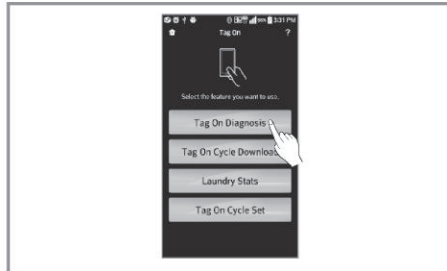 3:31 PM
Tag On
?
Select the feature you want to use.
Tag On Diagnosis
Tag On Cycle Download
Laundry Stats
Tag On Cycle Set